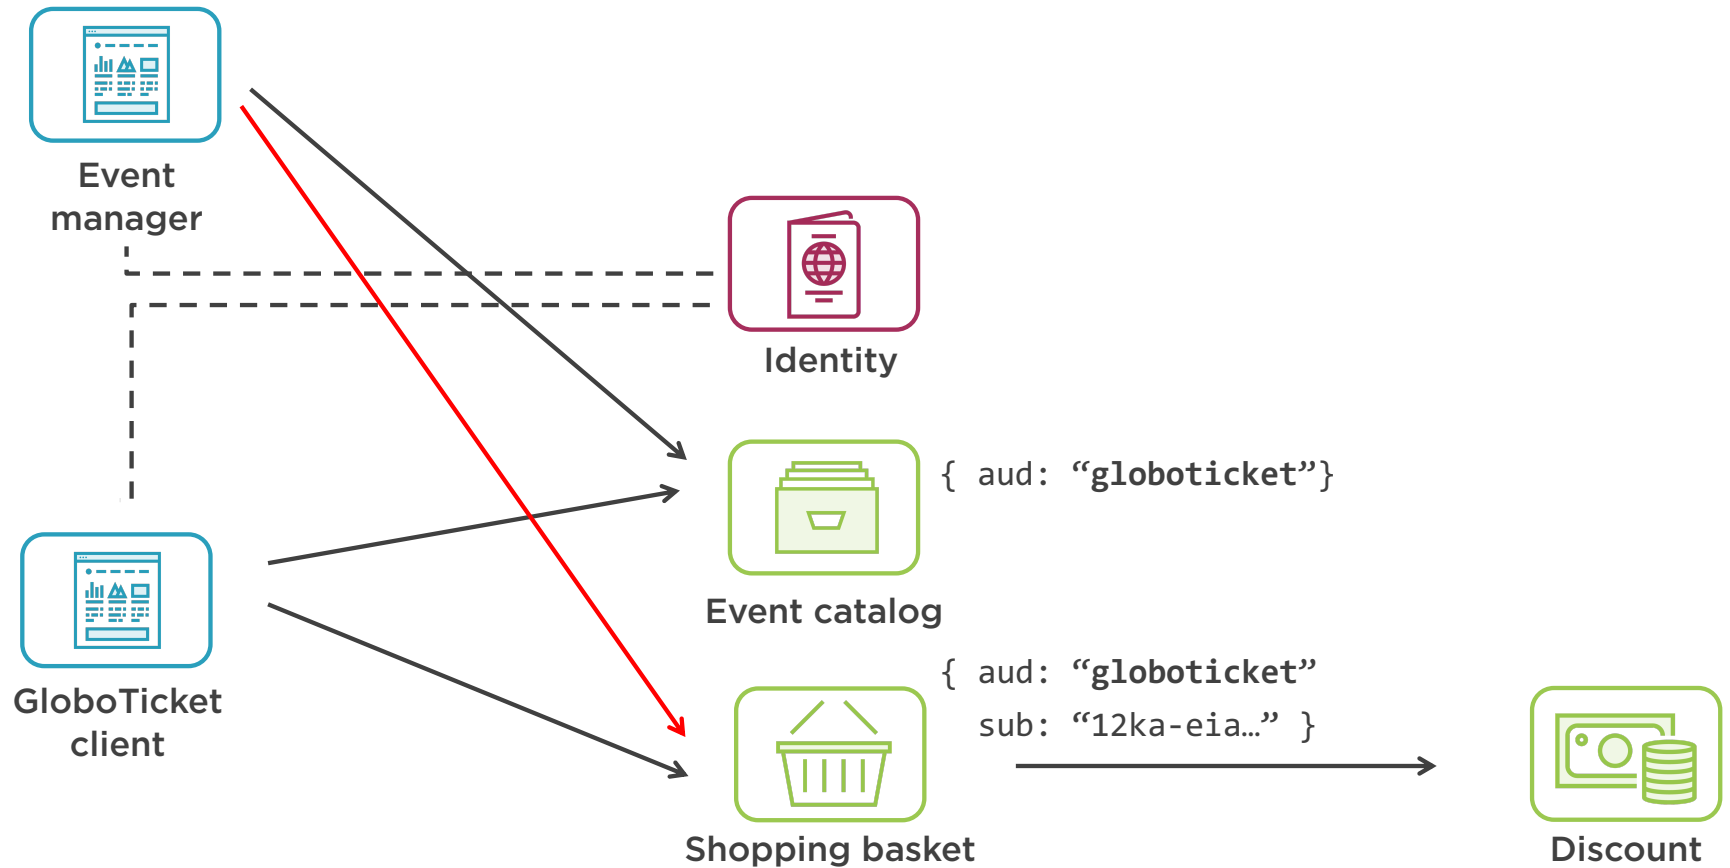 Event
manager
Identity
{ aud: “globoticket”}
Event catalog
GloboTicket
client
{ aud: “globoticket”
sub: “12ka-eia…” }
Shopping basket
Discount